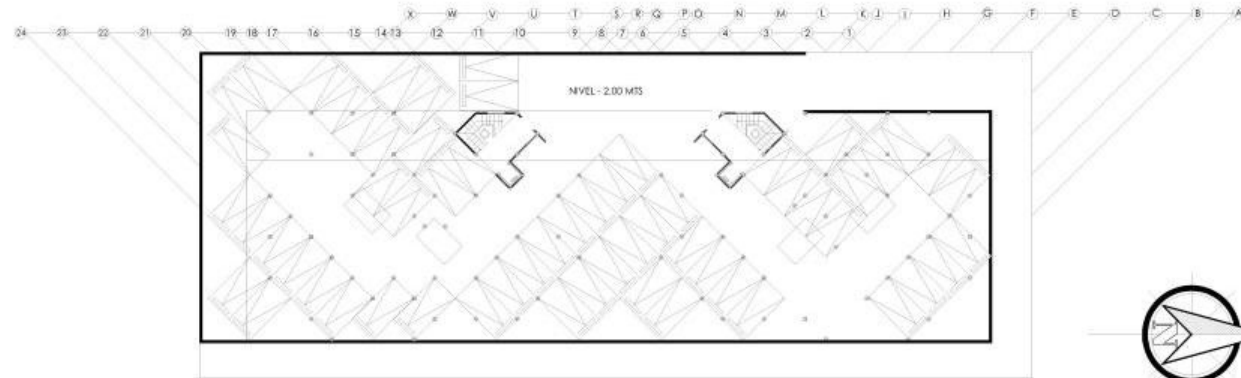 X W V U T S R Q P O N M L K J I H G F E D C B A
24 23 22 21 20 19 18 17 16 15 14 13 12 11 10 9 8 7 6 5 4 3 2 1
NIVEL - 2.00 MTS
N